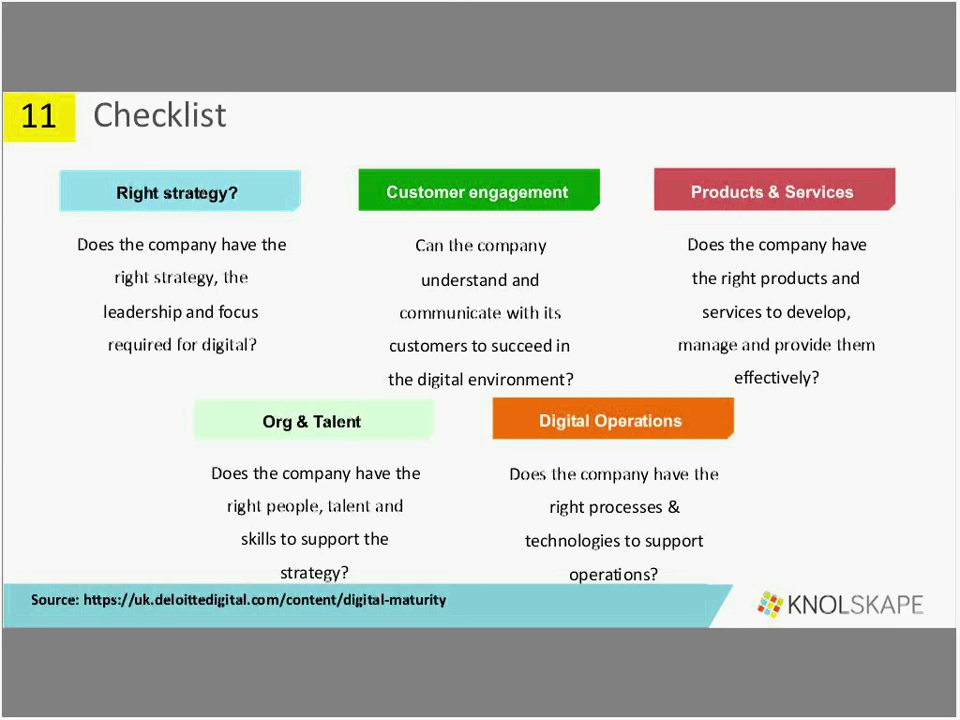 11
Checklist
Right strategy?
Does the company have the
right strategy, the
leadership and focus
required for digital?
Customer engagement
Can the company
understand and
communicate with its
customers to succeed in
the digital environment?
Products & Services
Does the company have
the right products and
services to develop,
manage and provide them
effectively?
Org & Talent
Does the company have the
right people, talent and
skills to support the
strategy?
Digital Operations
Does the company have the
right processes &
technologies to support
operations?
Source: https://uk.deloittedigital.com/content/digital-maturity
KNOLSKAPE